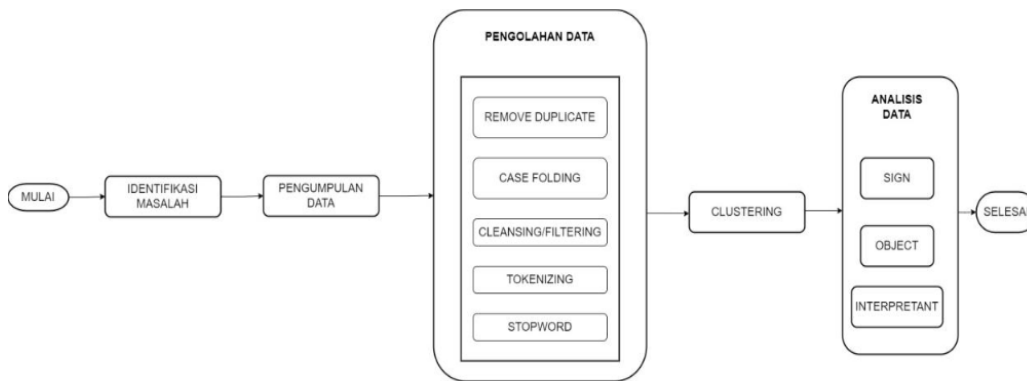 MULAI
IDENTIFIKASI
MASALAH
PENGUMPULAN
DATA
PENGOLAHAN DATA
REMOVE DUPLICATE
CASE FOLDING
CLEANSING/FILTERING
TOKENIZING
STOPWORD
CLUSTERING
ANALISIS
DATA
SIGN
OBJECT
INTERPRETANT
SELESAI